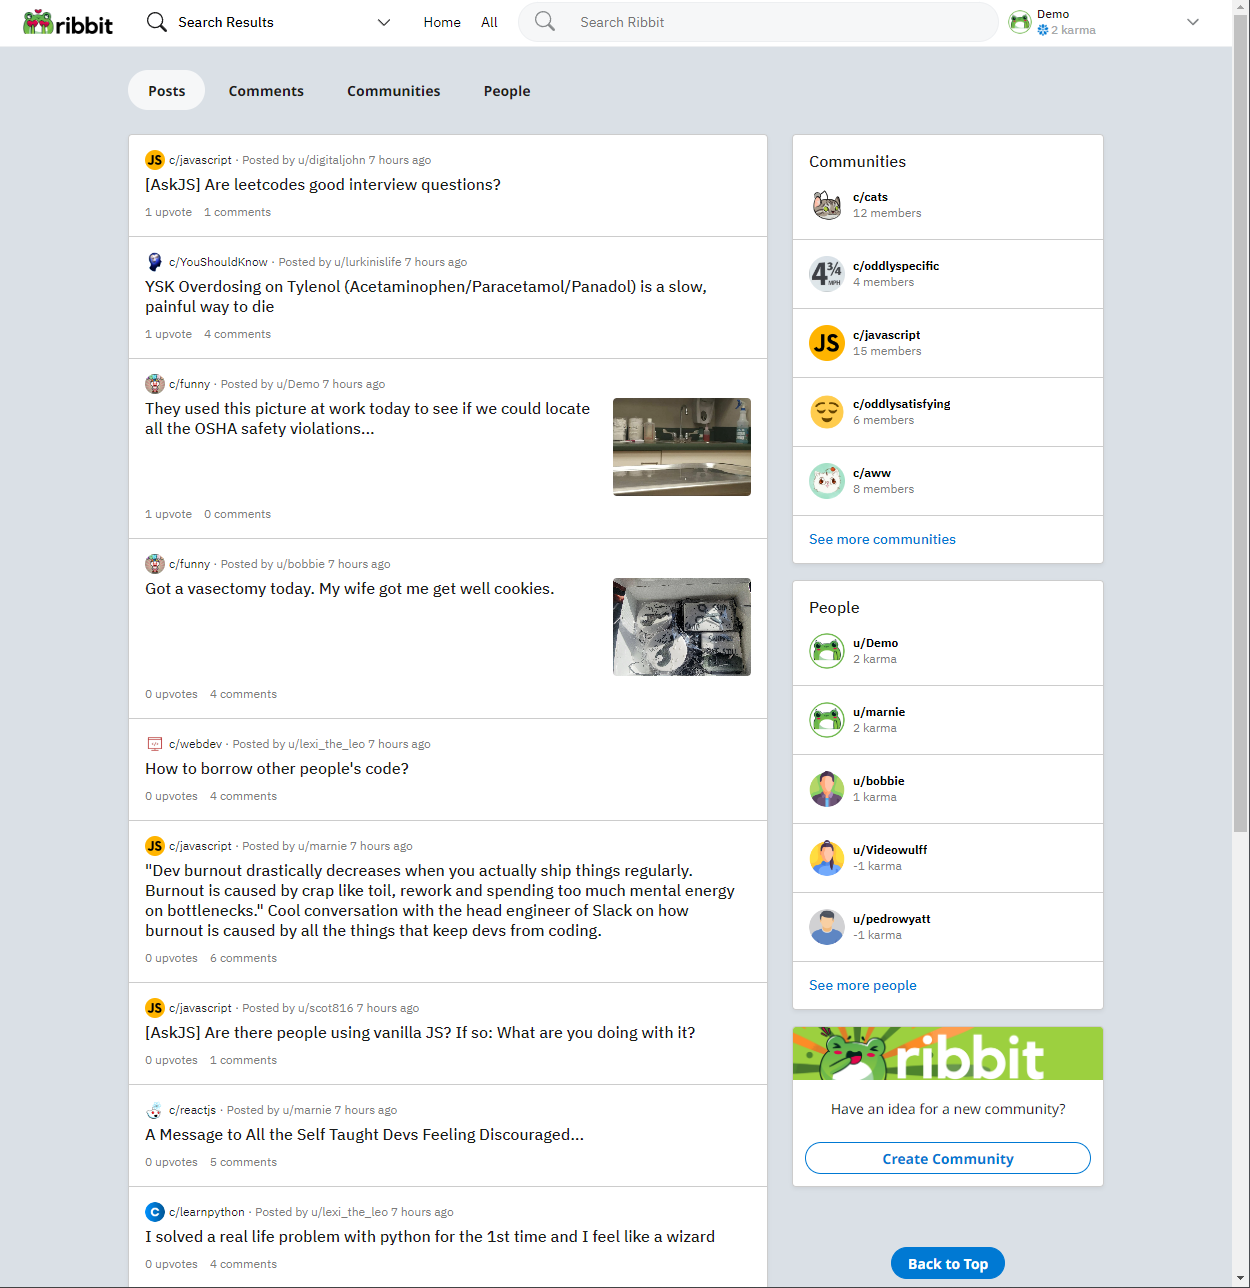 ribbit
Search Results
Home
All
Search Ribbit
Demo
2 karma
Posts
Comments
Communities
People
JS c/javascript · Posted by u/digitaljohn 7 hours ago
[AskJS] Are leetcodes good interview questions?
1 upvote 1 comments
c/YouShouldKnow · Posted by u/lurkinislife 7 hours ago
YSK Overdosing on Tylenol (Acetaminophen/Paracetamol/Panadol) is a slow,
painful way to die
1 upvote 4 comments
c/funny · Posted by u/Demo 7 hours ago
They used this picture at work today to see if we could locate
all the OSHA safety violations...
1 upvote 0 comments
c/funny · Posted by u/bobbie 7 hours ago
Got a vasectomy today. My wife got me get well cookies.
0 upvotes 4 comments
c/webdev · Posted by u/lexi_the_leo 7 hours ago
How to borrow other people's code?
0 upvotes 4 comments
JS c/javascript · Posted by u/marnie 7 hours ago
"Dev burnout drastically decreases when you actually ship things regularly.
Burnout is caused by crap like toil, rework and spending too much mental energy
on bottlenecks." Cool conversation with the head engineer of Slack on how
burnout is caused by all the things that keep devs from coding.
0 upvotes 6 comments
JS c/javascript · Posted by u/scot816 7 hours ago
[AskJS] Are there people using vanilla JS? If so: What are you doing with it?
0 upvotes 1 comments
c/reactjs · Posted by u/marnie 7 hours ago
A Message to All the Self Taught Devs Feeling Discouraged...
0 upvotes 5 comments
C c/learnpython · Posted by u/lexi_the_leo 7 hours ago
I solved a real life problem with python for the 1st time and I feel like a wizard
0 upvotes 4 comments
Communities
c/cats
12 members
4 3/4 MPH
c/oddlyspecific
4 members
JS
c/javascript
15 members
c/oddlysatisfying
6 members
c/aww
8 members
See more communities
People
u/Demo
2 karma
u/marnie
2 karma
u/bobbie
1 karma
u/Videowulff
-1 karma
u/pedrowyatt
-1 karma
See more people
ribbit
Have an idea for a new community?
Create Community
Back to Top